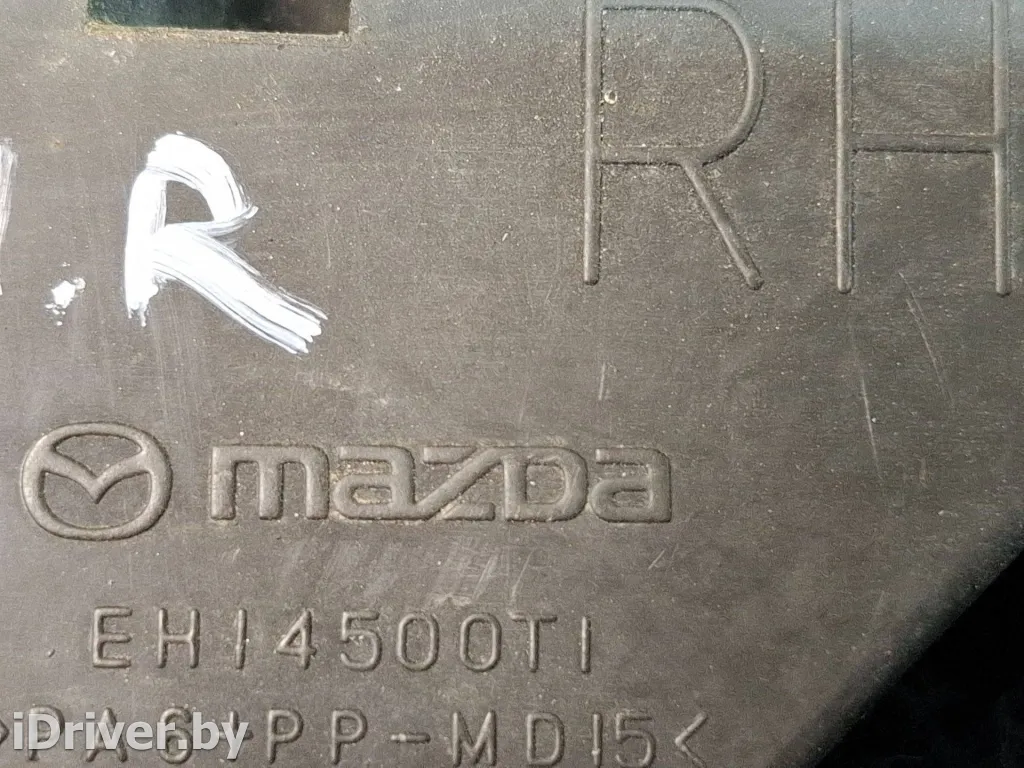 RH
.R
mazda
EH14500T1
>PA6+PP-MD15<
iDriver.by